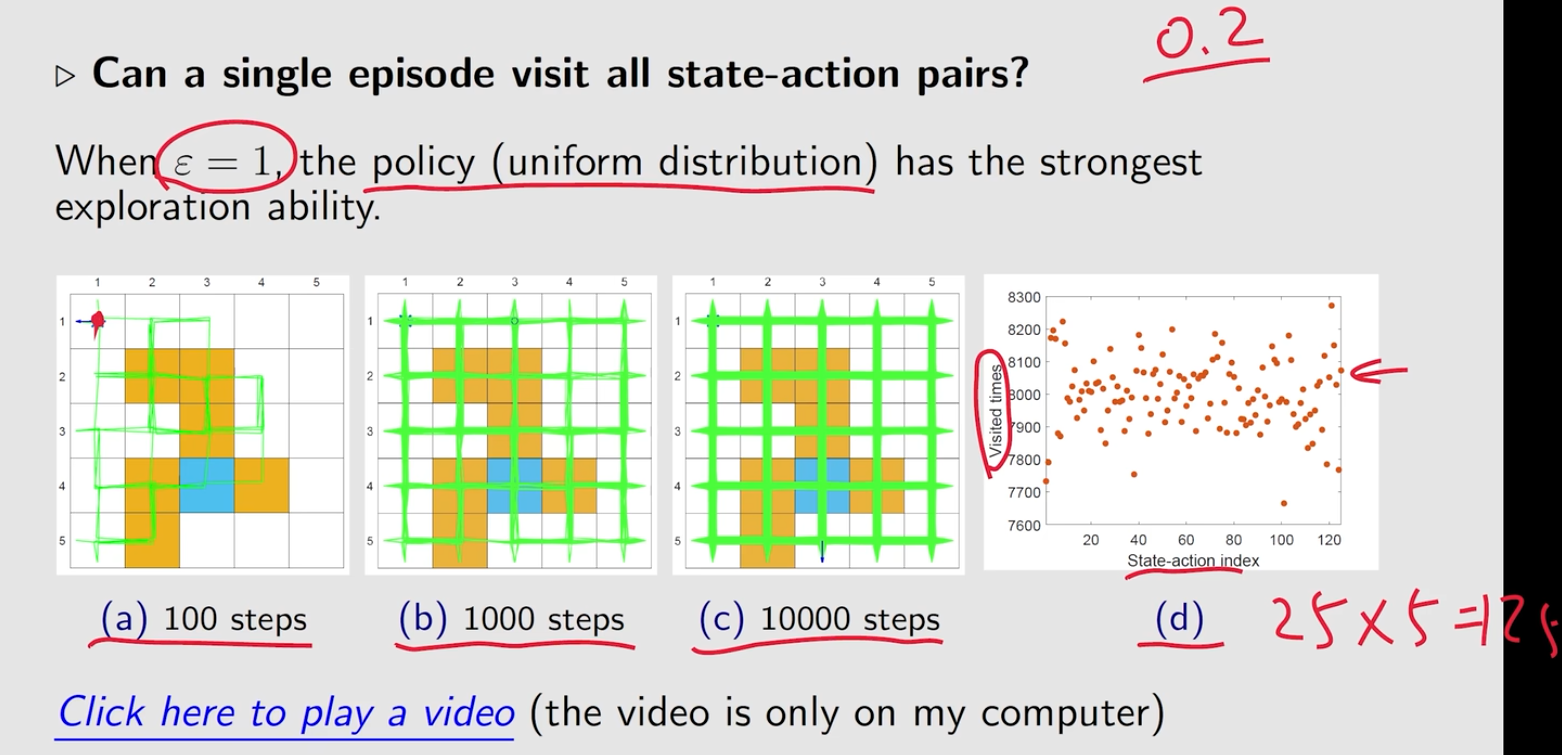 0.2
▷ Can a single episode visit all state-action pairs?
When ε = 1, the policy (uniform distribution) has the strongest
exploration ability.
1 2 3 4 5
1
2
3
4
5
1 2 3 4 5
1
2
3
4
5
1 2 3 4 5
1
2
3
4
5
8300
8200
8100
8000
7900
7800
7700
7600
Visited times
20 40 60 80 100 120
State-action index
(a) 100 steps
(b) 1000 steps
(c) 10000 steps
(d)
25×5=125
Click here to play a video (the video is only on my computer)